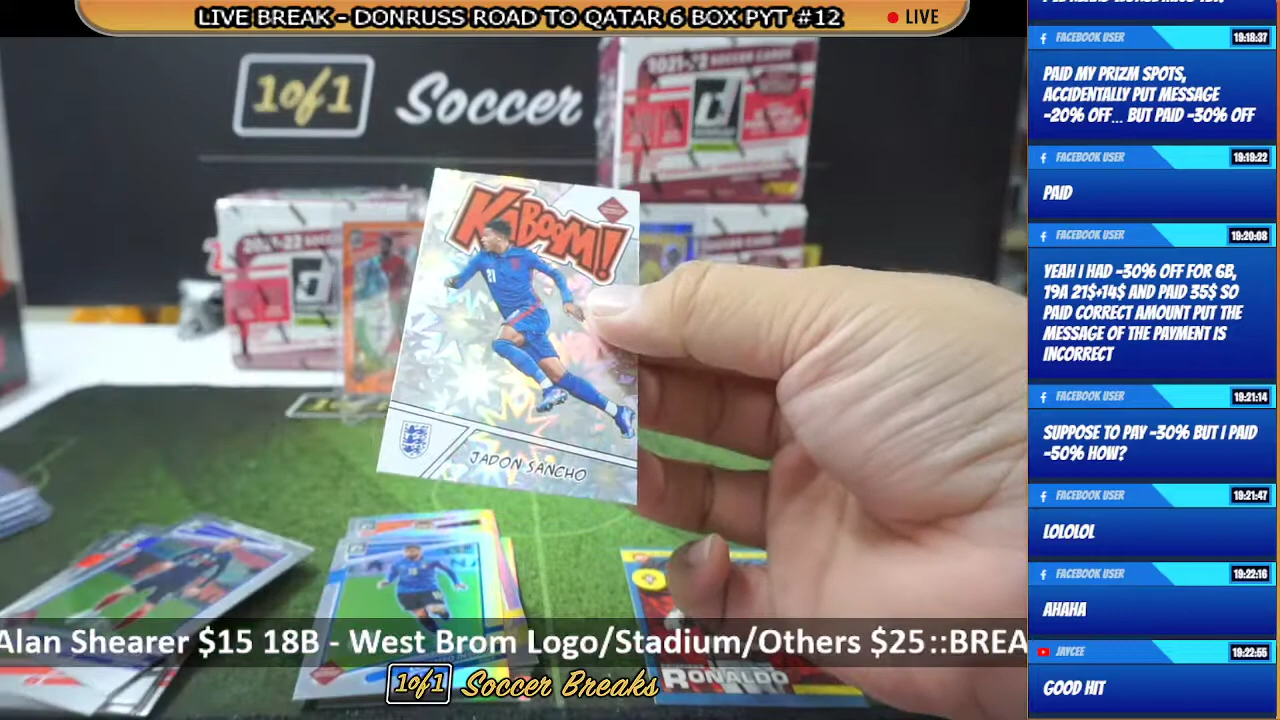 LIVE BREAK - DONRUSS ROAD TO QATAR 6 BOX PYT #12
LIVE
1of1 Soccer
2021-22 SOCCER CARDS
KABOOM!
21
JADON SANCHO
RONALDO
Alan Shearer $15 18B - West Brom Logo/Stadium/Others $25::BREA
1of1 Soccer Breaks
FACEBOOK USER 19:18:37
PAID MY PRIZM SPOTS,
ACCIDENTALLY PUT MESSAGE
-20% OFF... BUT PAID -30% OFF
FACEBOOK USER 19:19:22
PAID
FACEBOOK USER 19:20:08
YEAH I HAD -30% OFF FOR 6B,
19A 21$+14$ AND PAID 35$ SO
PAID CORRECT AMOUNT PUT THE
MESSAGE OF THE PAYMENT IS
INCORRECT
FACEBOOK USER 19:21:14
SUPPOSE TO PAY -30% BUT I PAID
-50% HOW?
FACEBOOK USER 19:21:47
LOLOLOL
FACEBOOK USER 19:22:16
AHAHA
JAYCEE 19:22:55
GOOD HIT